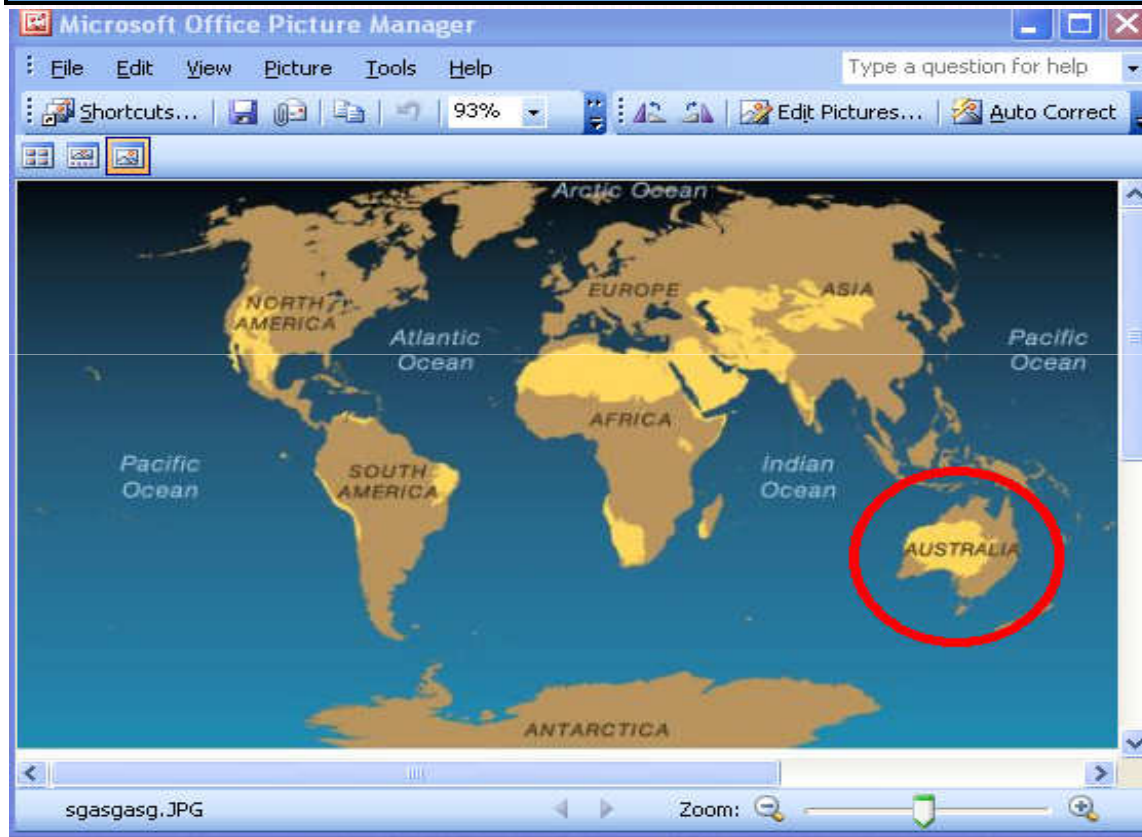 Microsoft Office Picture Manager
File Edit View Picture Tools Help Type a question for help
Shortcuts... 93% Edit Pictures... Auto Correct
Arctic Ocean
NORTH
AMERICA
EUROPE
ASIA
Atlantic
Ocean
Pacific
Ocean
AFRICA
Pacific
Ocean
SOUTH
AMERICA
Indian
Ocean
AUSTRALIA
ANTARCTICA
sgasgasg.JPG Zoom: